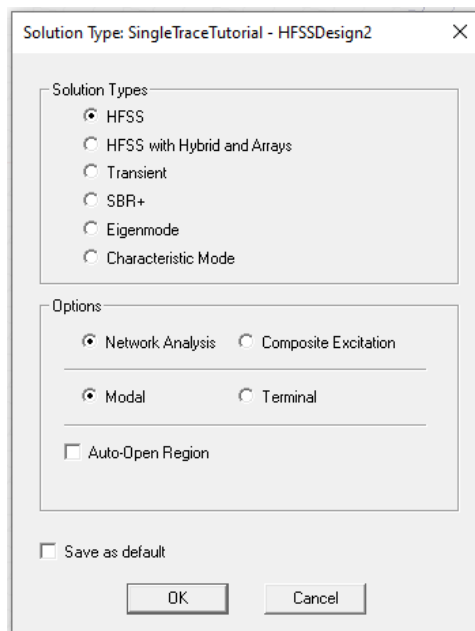 Solution Type: SingleTraceTutorial - HFSSDesign2
Solution Types
HFSS
HFSS with Hybrid and Arrays
Transient
SBR+
Eigenmode
Characteristic Mode
Options
Network Analysis Composite Excitation
Modal Terminal
Auto-Open Region
Save as default
OK Cancel